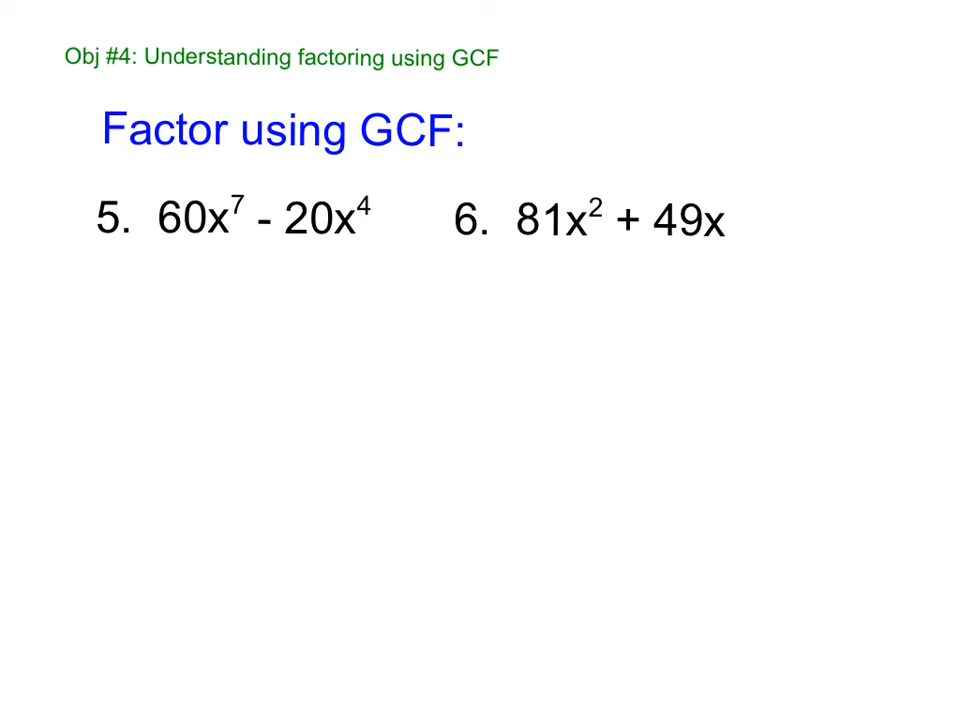 Obj #4: Understanding factoring using GCF
Factor using GCF:
5. 60x⁷ - 20x⁴ 6. 81x² + 49x